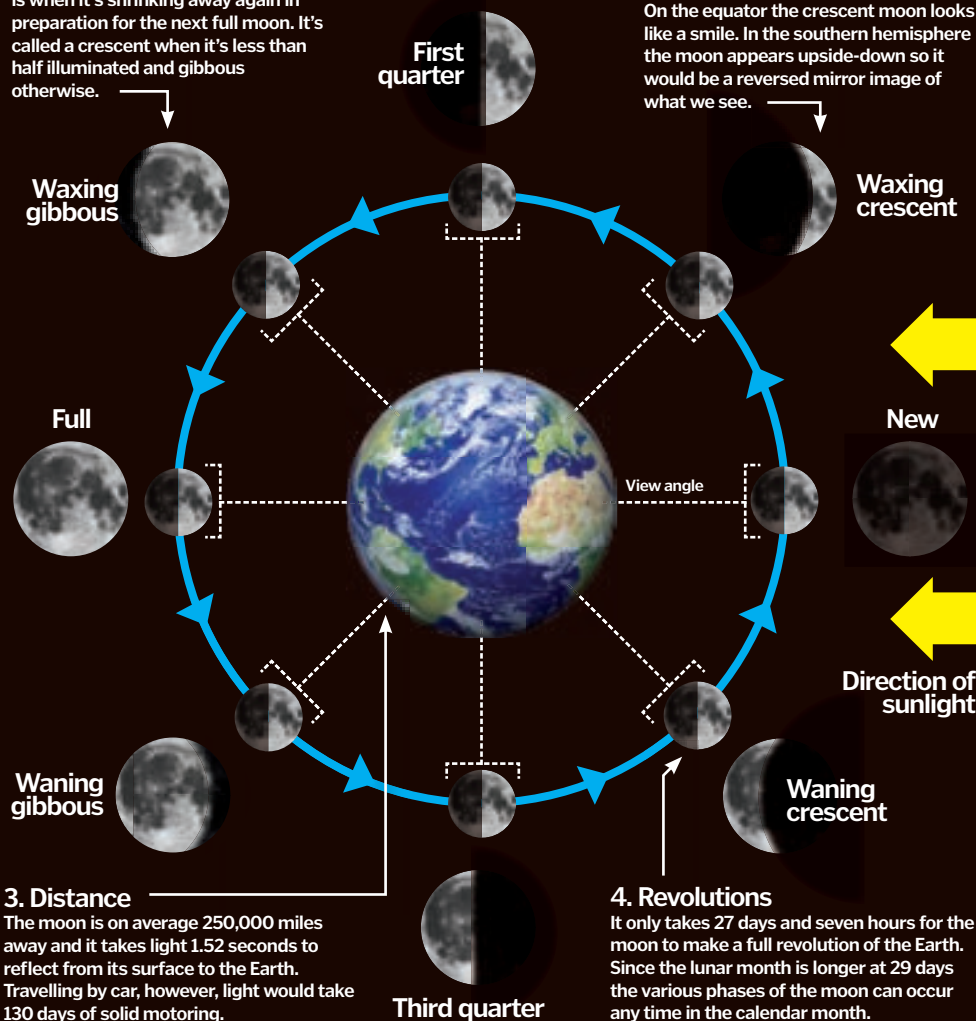 is when it's shrinking away again in
preparation for the next full moon. It's
called a crescent when it's less than
half illuminated and gibbous
otherwise.
On the equator the crescent moon looks
like a smile. In the southern hemisphere
the moon appears upside-down so it
would be a reversed mirror image of
what we see.
First
quarter
Waxing
gibbous
Waxing
crescent
Full
View angle
New
Direction of
sunlight
Waning
gibbous
Waning
crescent
3. Distance
The moon is on average 250,000 miles
away and it takes light 1.52 seconds to
reflect from its surface to the Earth.
Travelling by car, however, light would take
130 days of solid motoring.
Third quarter
4. Revolutions
It only takes 27 days and seven hours for the
moon to make a full revolution of the Earth.
Since the lunar month is longer at 29 days
the various phases of the moon can occur
any time in the calendar month.